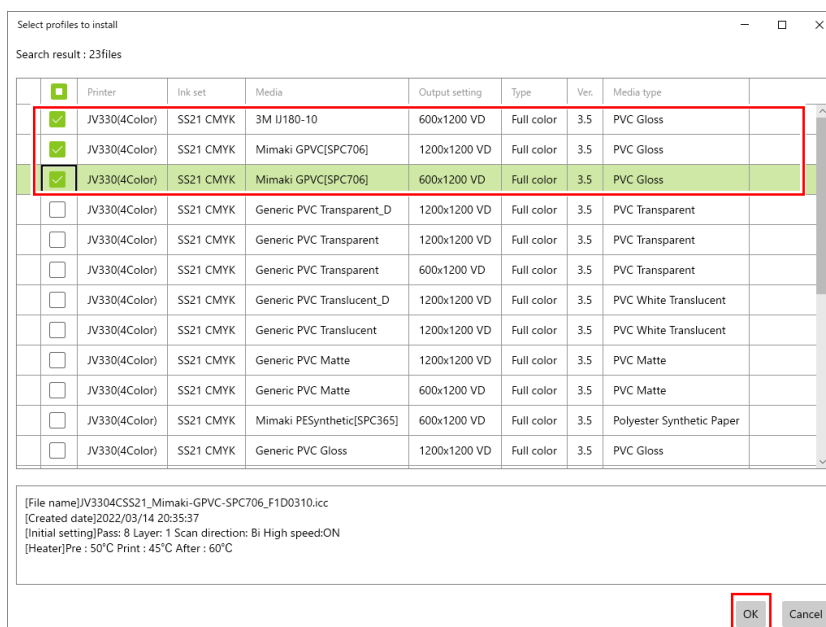 Select profiles to install
Search result : 23files
Printer Ink set Media Output setting Type Ver. Media type
JV330(4Color) SS21 CMYK 3M IJ180-10 600x1200 VD Full color 3.5 PVC Gloss
JV330(4Color) SS21 CMYK Mimaki GPVC[SPC706] 1200x1200 VD Full color 3.5 PVC Gloss
JV330(4Color) SS21 CMYK Mimaki GPVC[SPC706] 600x1200 VD Full color 3.5 PVC Gloss
JV330(4Color) SS21 CMYK Generic PVC Transparent_D 1200x1200 VD Full color 3.5 PVC Transparent
JV330(4Color) SS21 CMYK Generic PVC Transparent 1200x1200 VD Full color 3.5 PVC Transparent
JV330(4Color) SS21 CMYK Generic PVC Transparent 600x1200 VD Full color 3.5 PVC Transparent
JV330(4Color) SS21 CMYK Generic PVC Translucent_D 1200x1200 VD Full color 3.5 PVC White Translucent
JV330(4Color) SS21 CMYK Generic PVC Translucent 1200x1200 VD Full color 3.5 PVC White Translucent
JV330(4Color) SS21 CMYK Generic PVC Matte 1200x1200 VD Full color 3.5 PVC Matte
JV330(4Color) SS21 CMYK Generic PVC Matte 600x1200 VD Full color 3.5 PVC Matte
JV330(4Color) SS21 CMYK Mimaki PESynthetic[SPC365] 600x1200 VD Full color 3.5 Polyester Synthetic Paper
JV330(4Color) SS21 CMYK Generic PVC Gloss 1200x1200 VD Full color 3.5 PVC Gloss
[File name]JV3304CSS21_Mimaki-GPVC-SPC706_F1D0310.icc
[Created date]2022/03/14 20:35:37
[Initial setting]Pass: 8 Layer: 1 Scan direction: Bi High speed:ON
[Heater]Pre : 50°C Print : 45°C After : 60°C
OK Cancel